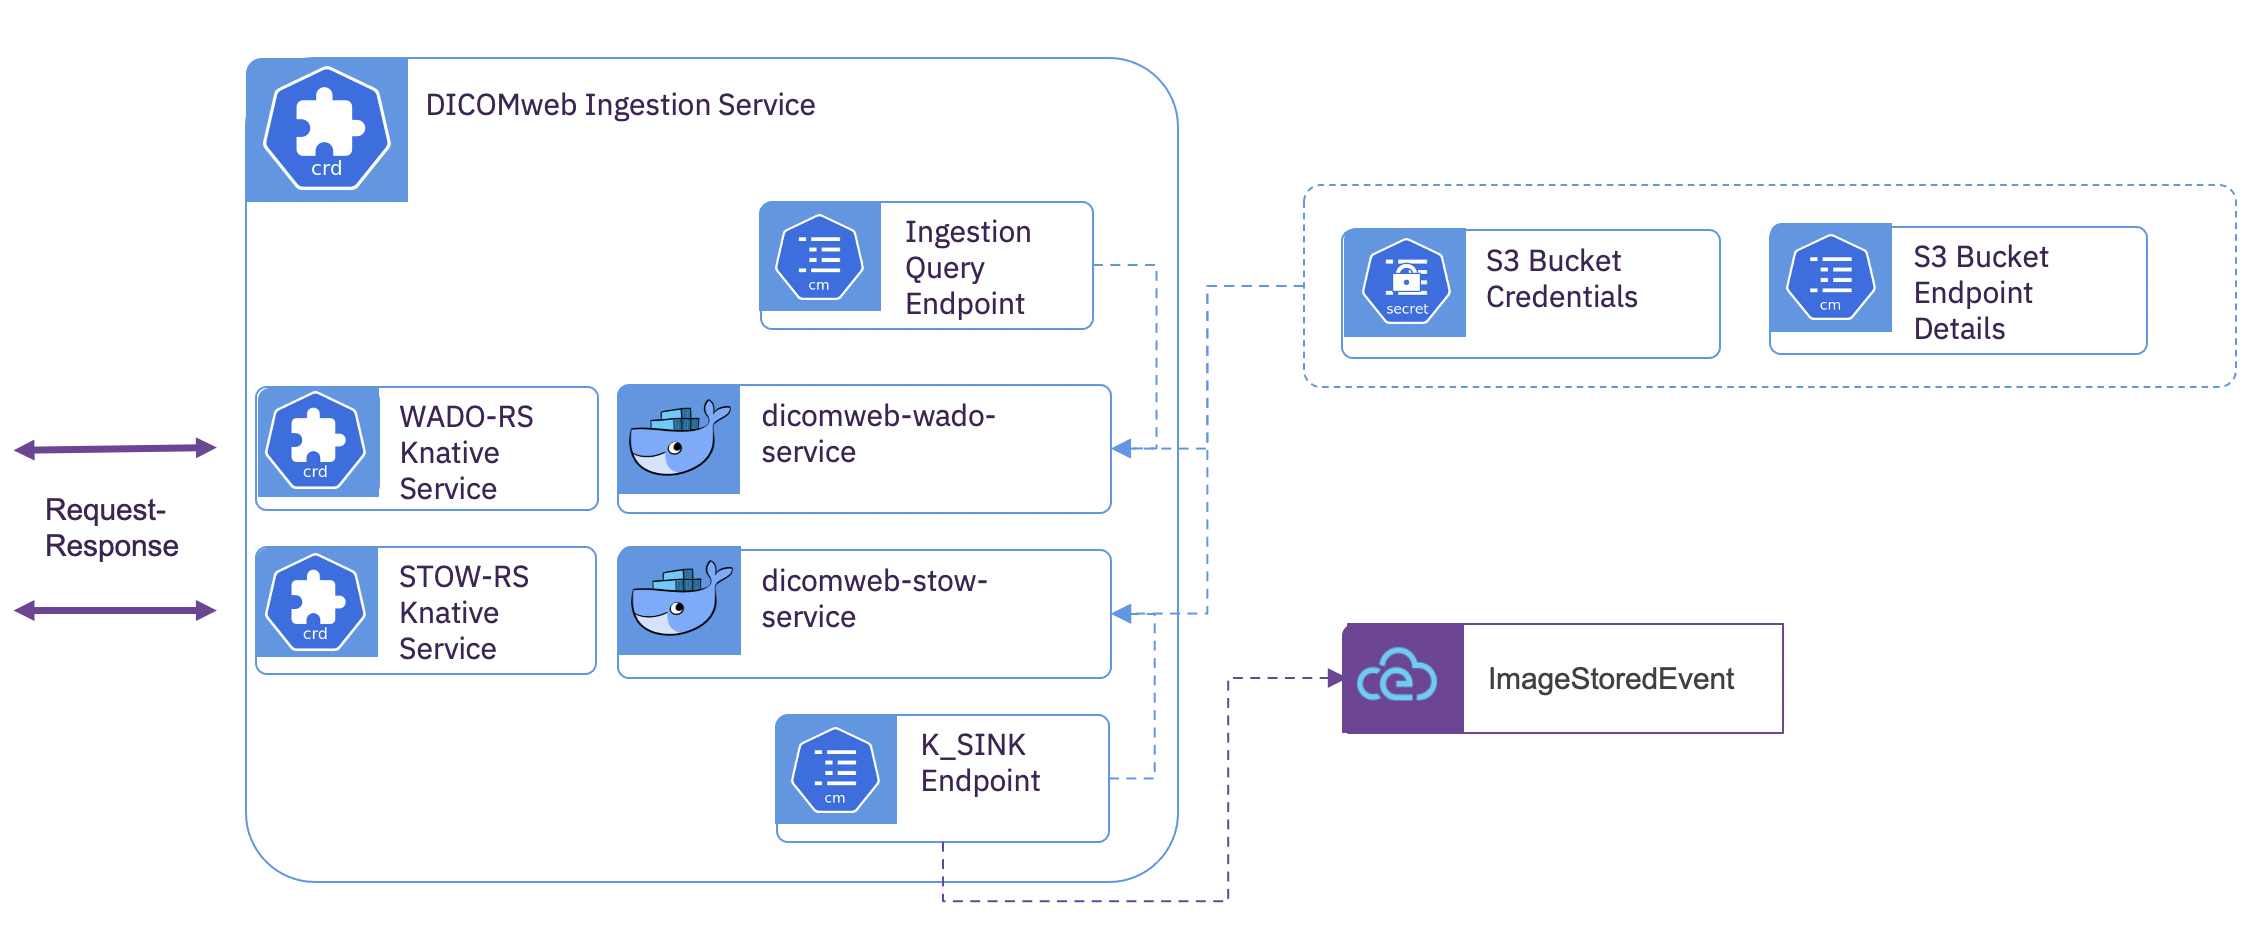 crd
DICOMweb Ingestion Service
cm
Ingestion
Query
Endpoint
secret
S3 Bucket
Credentials
cm
S3 Bucket
Endpoint
Details
crd
WADO-RS
Knative
Service
dicomweb-wado-
service
Request-
Response
crd
STOW-RS
Knative
Service
dicomweb-stow-
service
ImageStoredEvent
cm
K_SINK
Endpoint